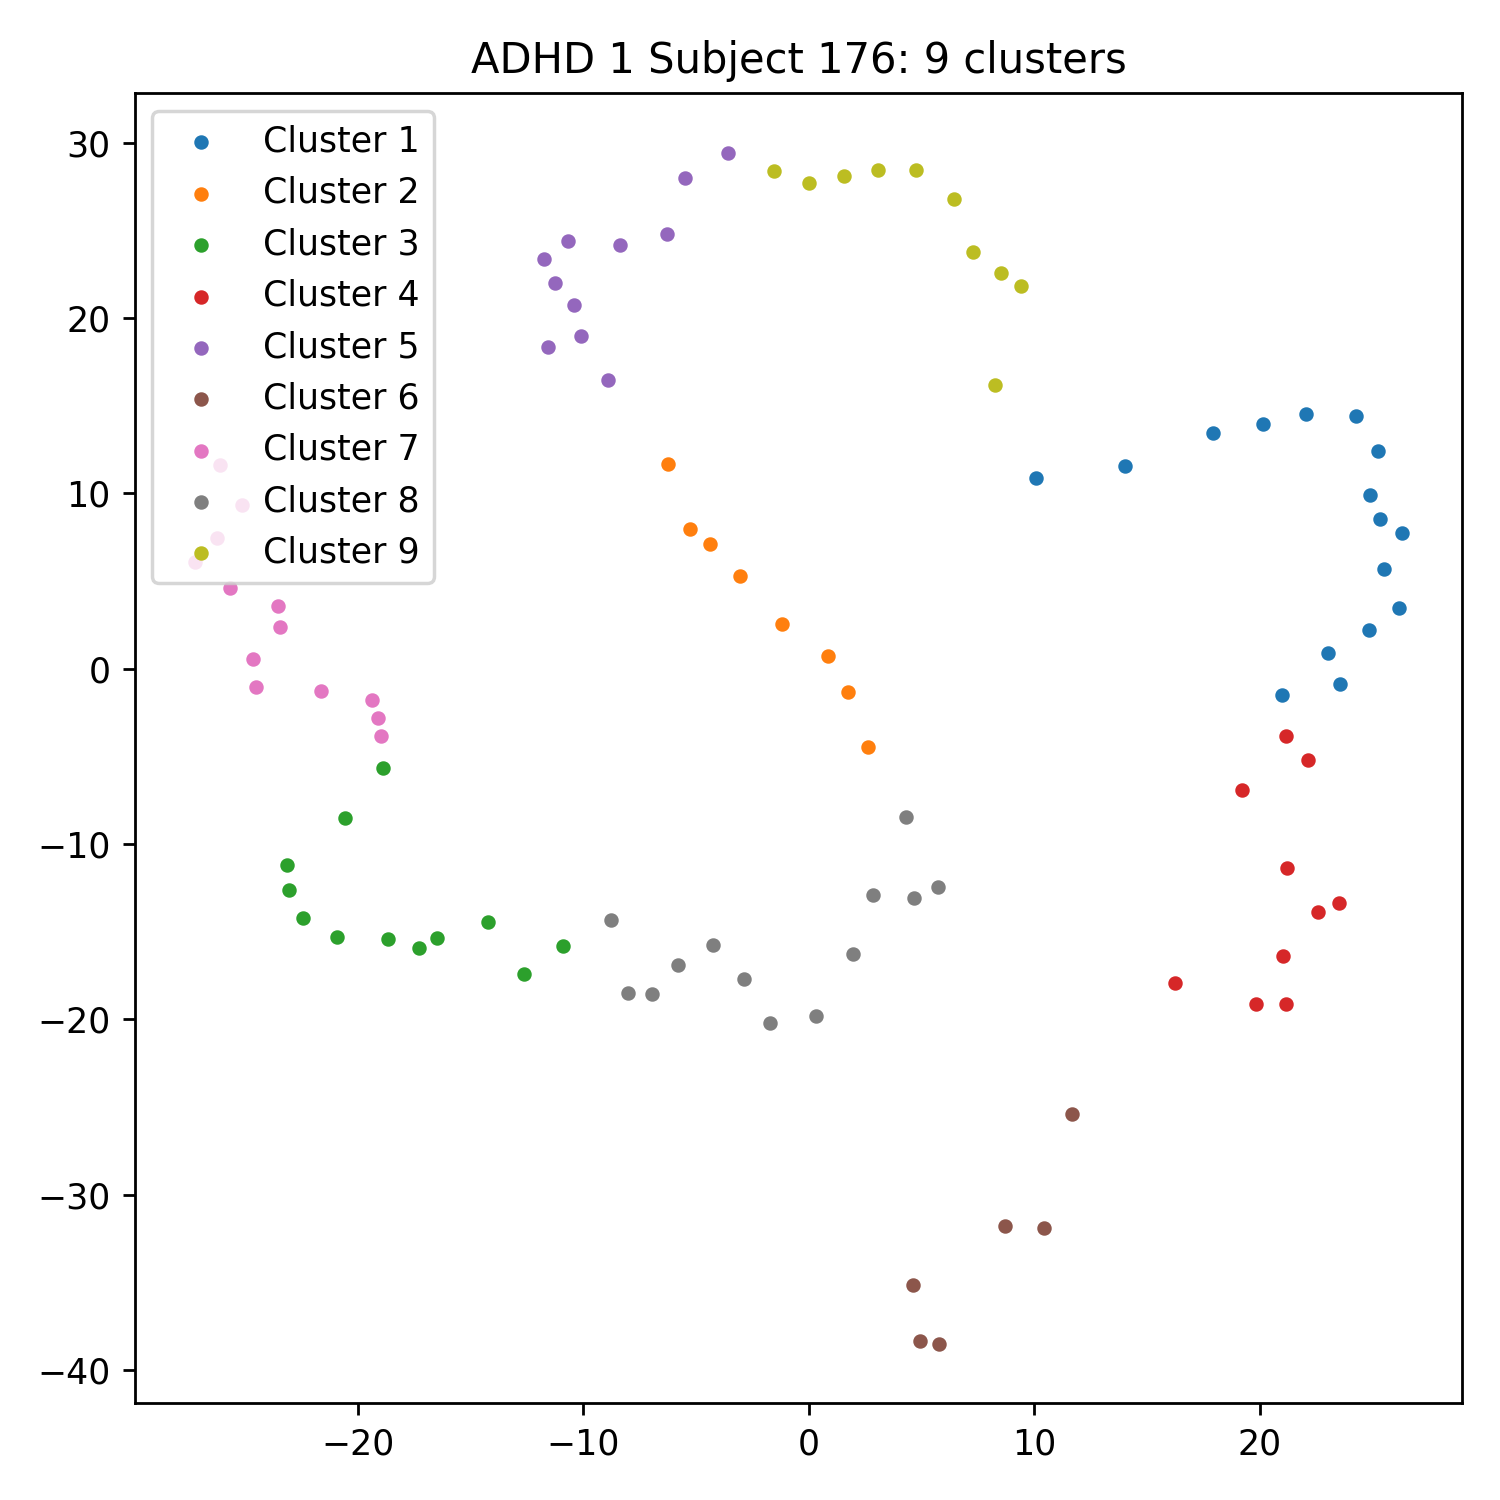 ADHD 1 Subject 176: 9 clusters
Cluster 1
Cluster 2
Cluster 3
Cluster 4
Cluster 5
Cluster 6
Cluster 7
Cluster 8
Cluster 9
30
20
10
0
−10
−20
−30
−40
−20 −10 0 10 20